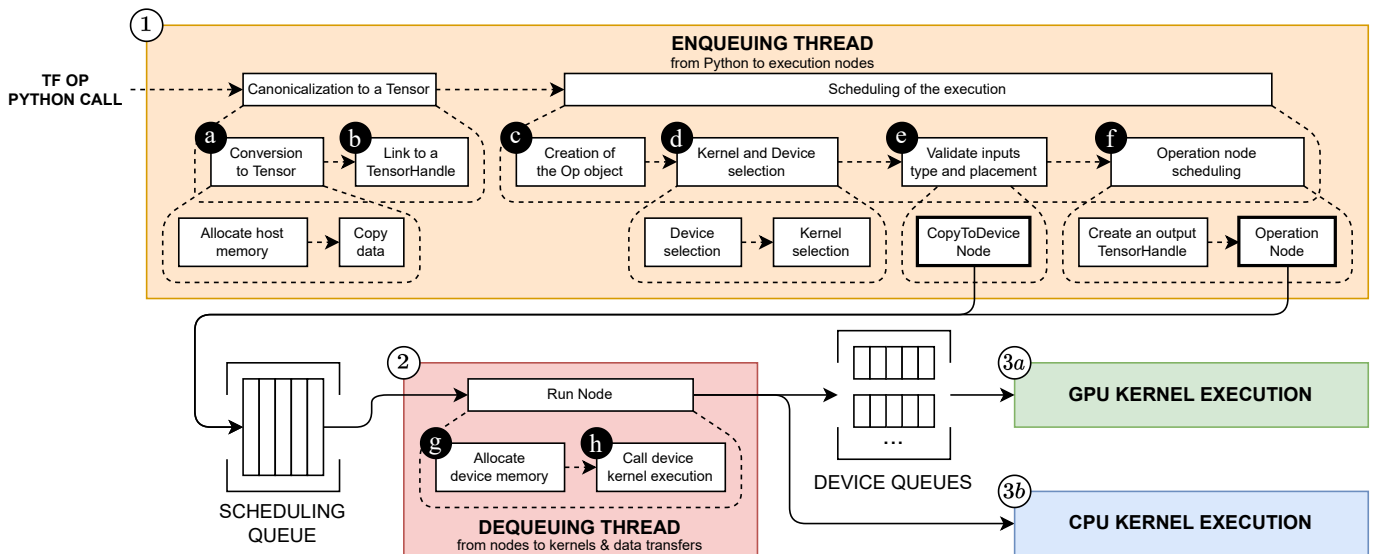 1
ENQUEUING THREAD
from Python to execution nodes
TF OP
PYTHON CALL
Canonicalization to a Tensor
Scheduling of the execution
a
Conversion
to Tensor
b
Link to a
TensorHandle
c
Creation of
the Op object
d
Kernel and Device
selection
e
Validate inputs
type and placement
f
Operation node
scheduling
Allocate host
memory
Copy
data
Device
selection
Kernel
selection
CopyToDevice
Node
Create an output
TensorHandle
Operation
Node
SCHEDULING
QUEUE
2
Run Node
g
Allocate
device memory
h
Call device
kernel execution
DEQUEUING THREAD
from nodes to kernels & data transfers
...
DEVICE QUEUES
3a
GPU KERNEL EXECUTION
3b
CPU KERNEL EXECUTION